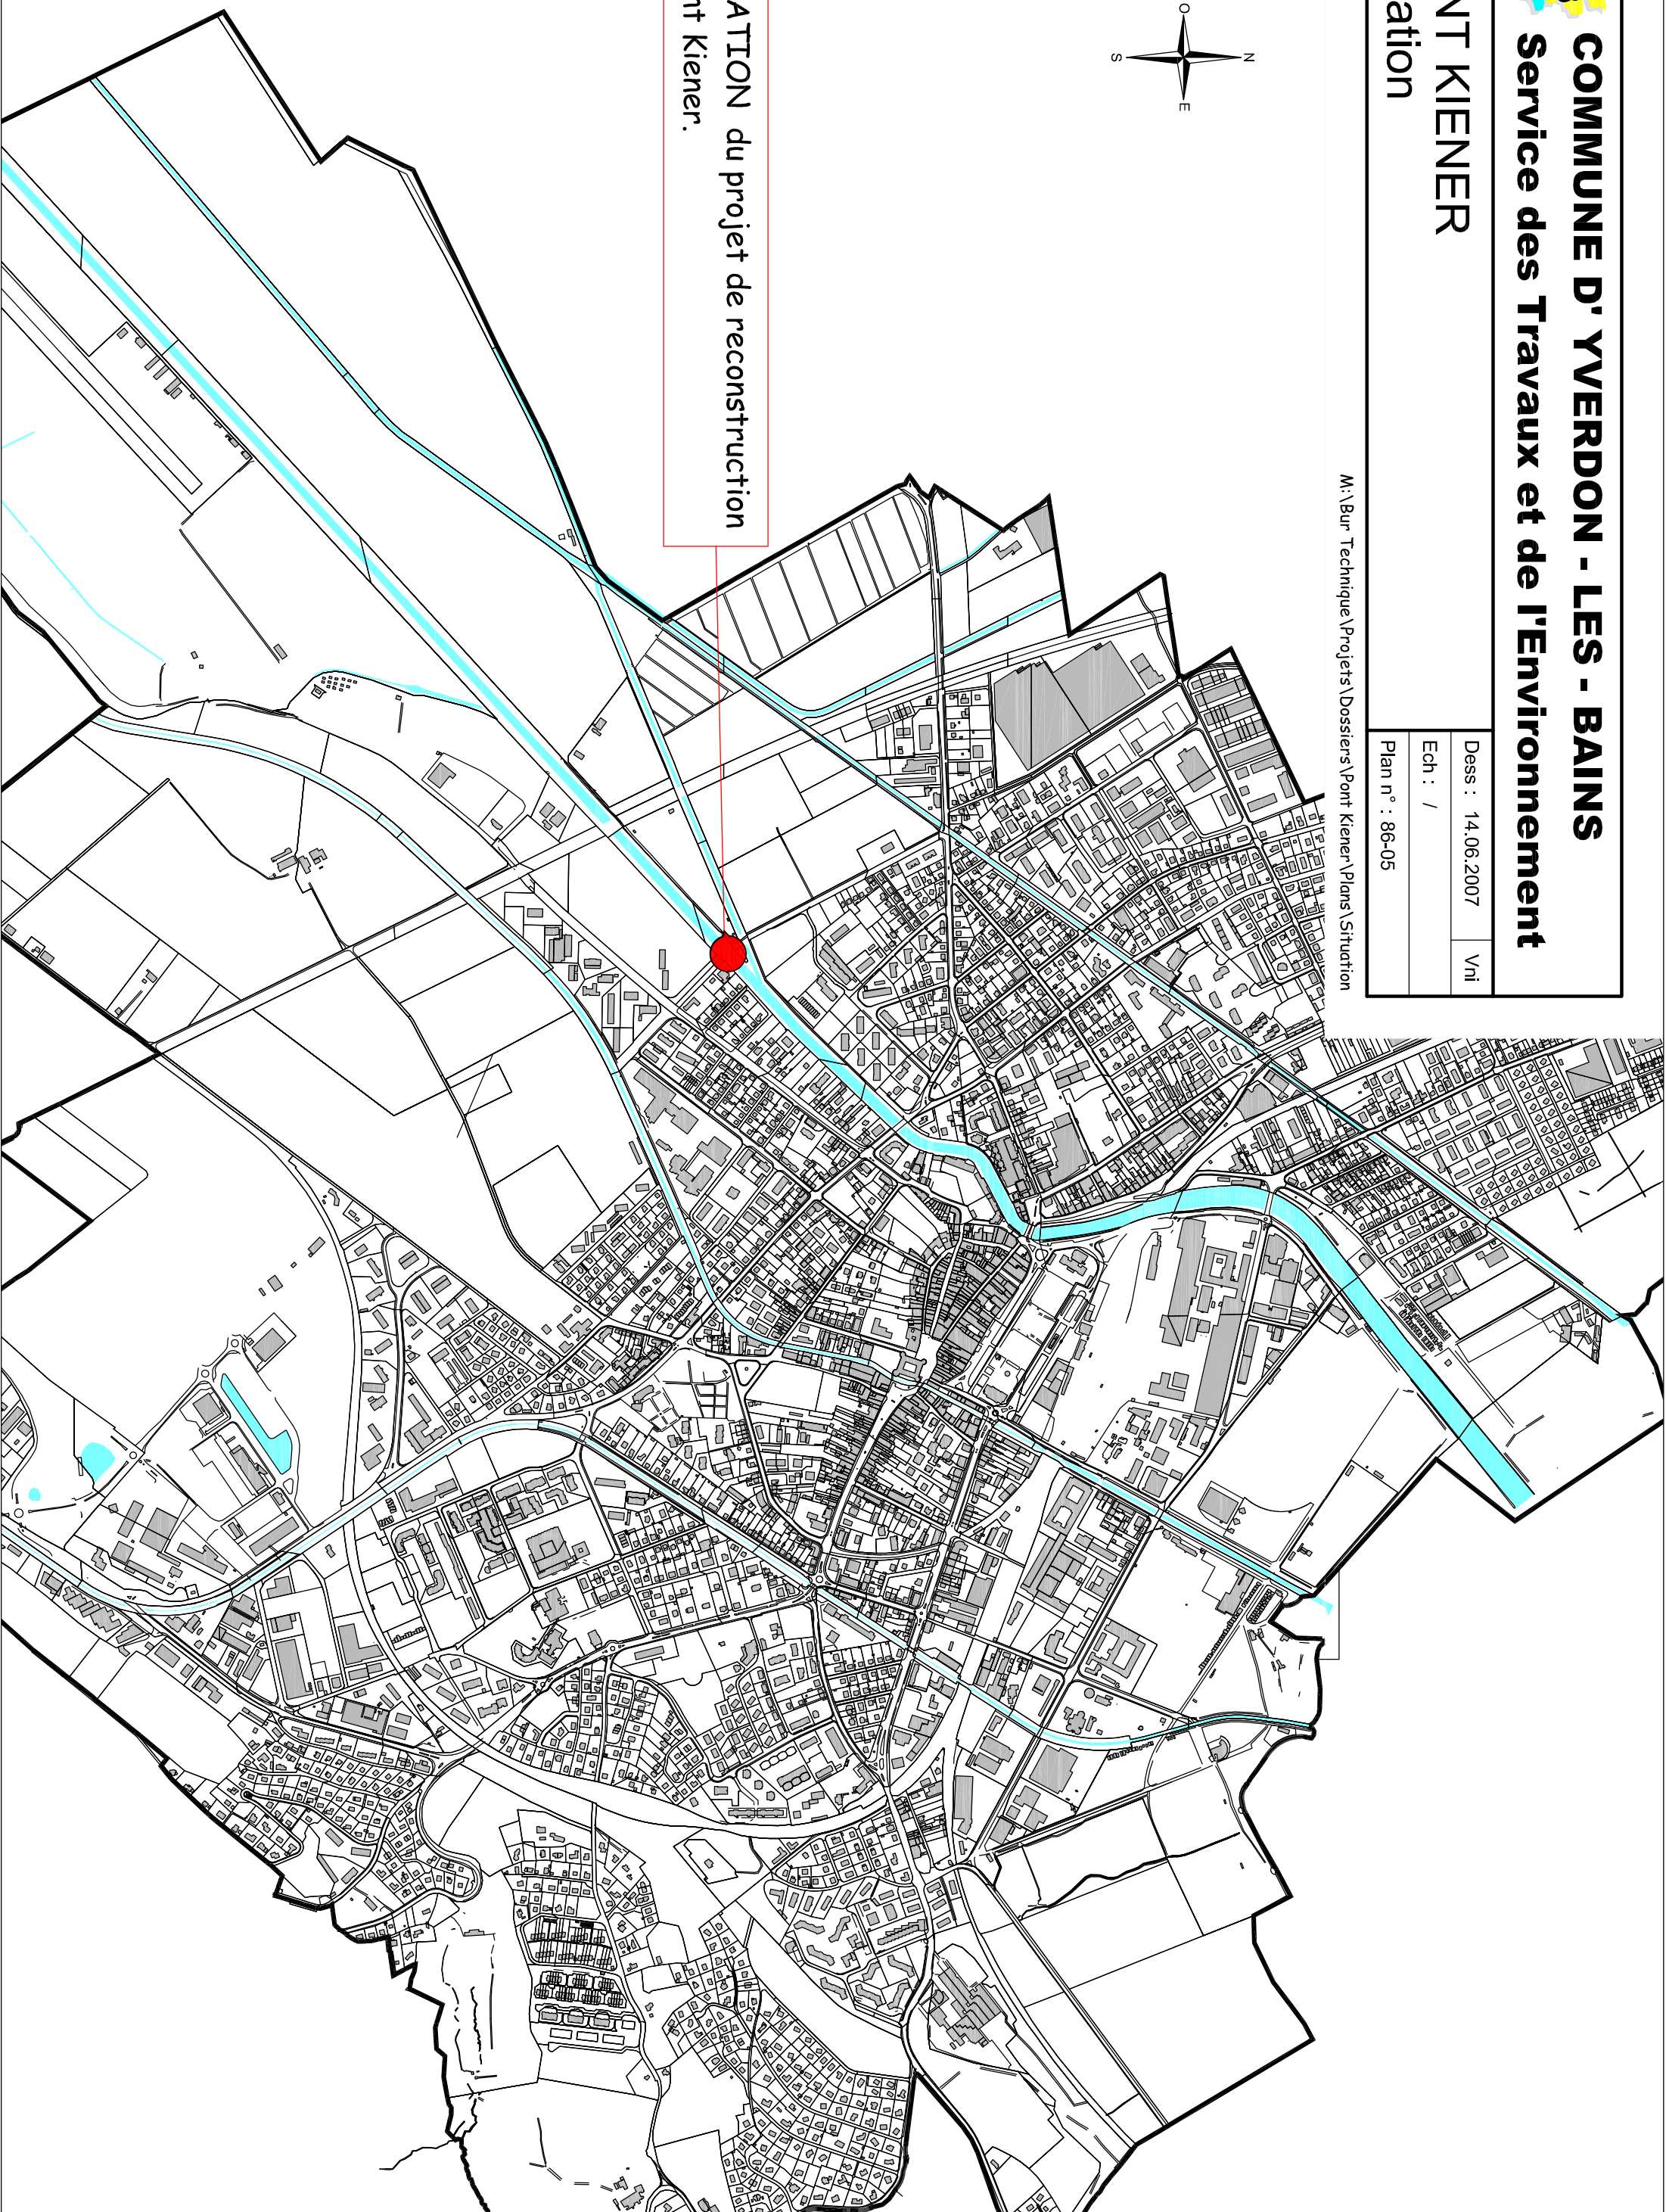 COMMUNE D' YVERDON - LES - BAINS
Service des Travaux et de l'Environnement
NT KIENER
ation
Dess : 14.06.2007 Vni
Ech : /
Plan n° : 86-05
M:\Bur Technique\Projets\Dossiers\Pont Kiener\Plans\Situation
N
O
E
S
ATION du projet de reconstruction
nt Kiener.